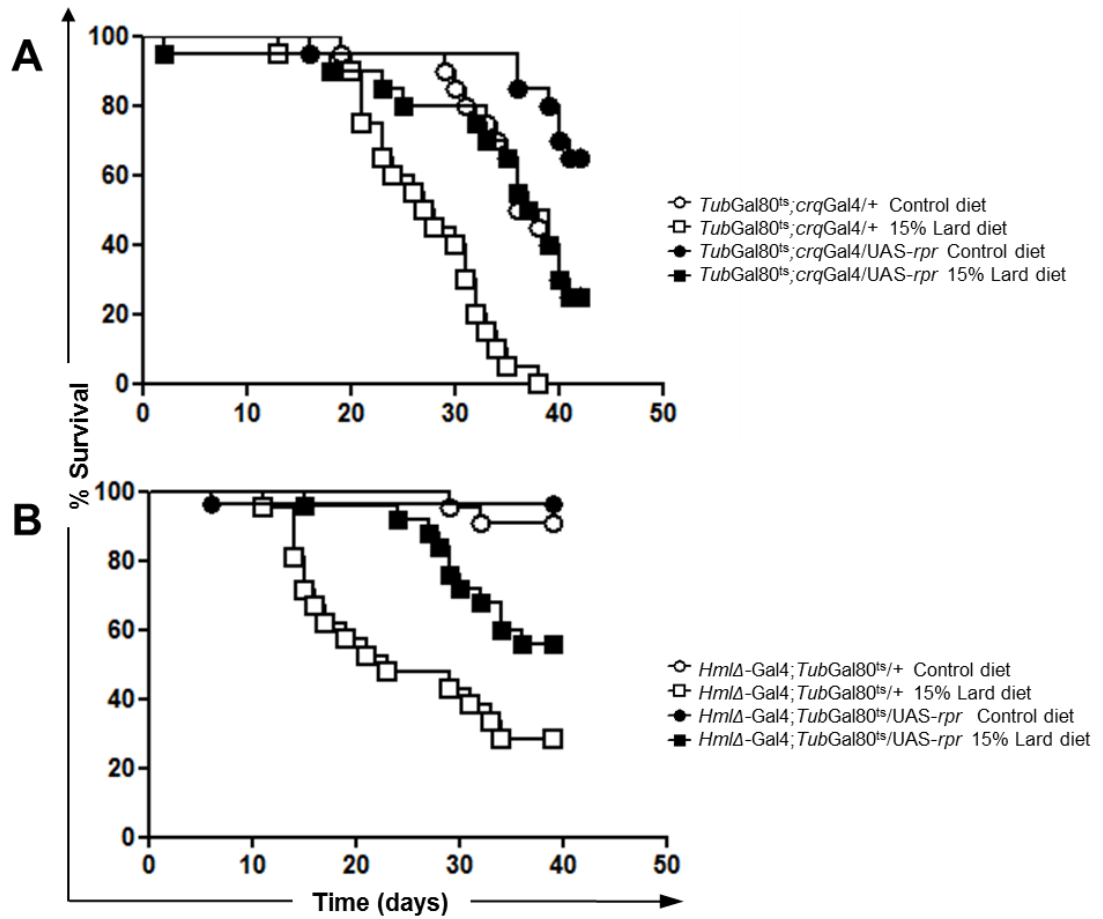 A
100
80
60
40
20
0
0 10 20 30 40 50
TubGal80ts;crqGal4/+ Control diet
TubGal80ts;crqGal4/+ 15% Lard diet
TubGal80ts;crqGal4/UAS-rpr Control diet
TubGal80ts;crqGal4/UAS-rpr 15% Lard diet
% Survival
B
100
80
60
40
20
0
0 10 20 30 40 50
HmlΔ-Gal4;TubGal80ts/+ Control diet
HmlΔ-Gal4;TubGal80ts/+ 15% Lard diet
HmlΔ-Gal4;TubGal80ts/UAS-rpr Control diet
HmlΔ-Gal4;TubGal80ts/UAS-rpr 15% Lard diet
Time (days)